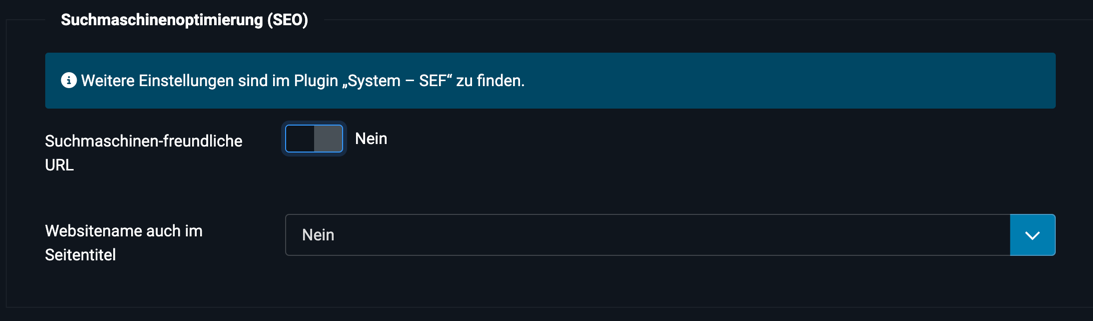 Suchmaschinenoptimierung (SEO)
Weitere Einstellungen sind im Plugin „System – SEF“ zu finden.
Suchmaschinen-freundliche
URL
Nein
Websitename auch im
Seitentitel
Nein